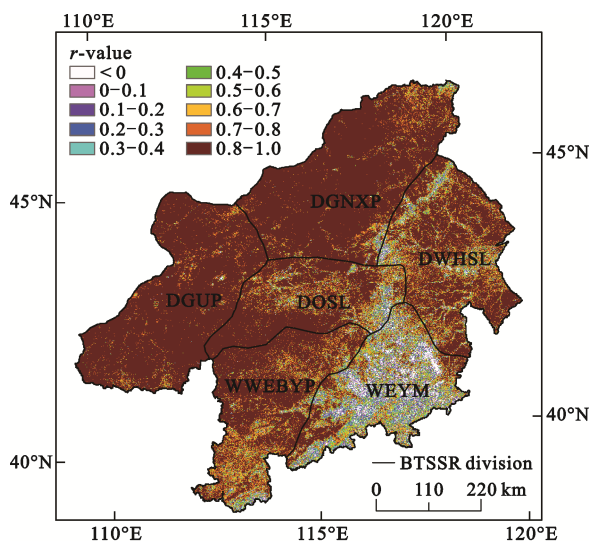 110°E 115°E 120°E
r-value
< 0 0.4–0.5
0–0.1 0.5–0.6
0.1–0.2 0.6–0.7
0.2–0.3 0.7–0.8
0.3–0.4 0.8–1.0
45°N
45°N
DGNXP
DWHSL
DGUP
DOSL
WWEBYP
WEYM
40°N
40°N
BTSSR division
0 110 220 km
110°E 115°E 120°E